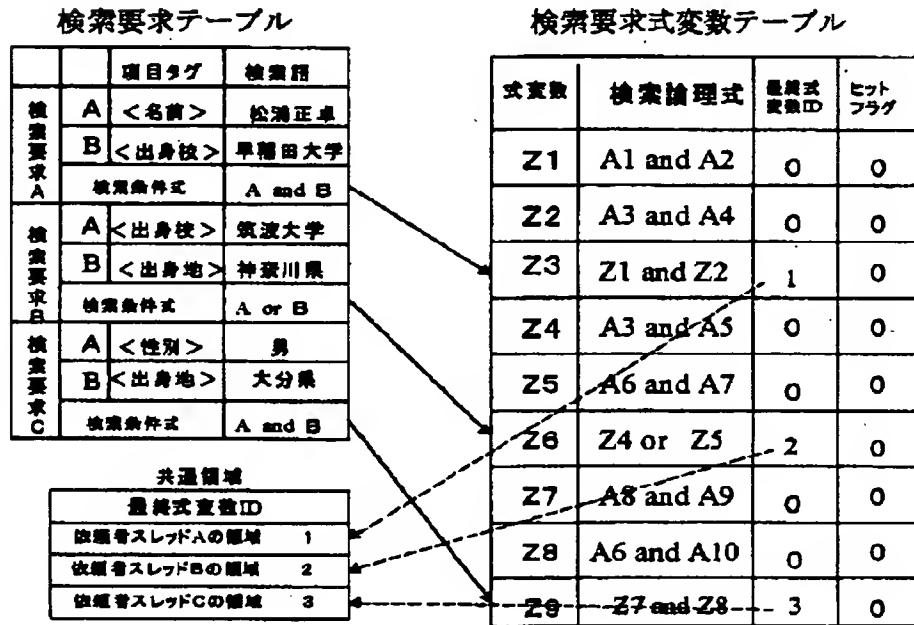 検索要求テーブル
項目タグ 検索語
検索要求A
A <名前> 松浦正卓
B <出身校> 早稲田大学
検索条件式 A and B
検索要求B
A <出身校> 筑波大学
B <出身地> 神奈川県
検索条件式 A or B
検索要求C
A <性別> 男
B <出身地> 大分県
検索条件式 A and B
共通領域
最終式変数ID
依頼者スレッドAの領域 1
依頼者スレッドBの領域 2
依頼者スレッドCの領域 3
検索要求式変数テーブル
式変数 検索論理式 最終式変数ID ヒットフラグ
Z1 A1 and A2 0 0
Z2 A3 and A4 0 0
Z3 Z1 and Z2 1 0
Z4 A3 and A5 0 0
Z5 A6 and A7 0 0
Z6 Z4 or Z5 2 0
Z7 A8 and A9 0 0
Z8 A6 and A10 0 0
Z9 Z7 and Z8 3 0